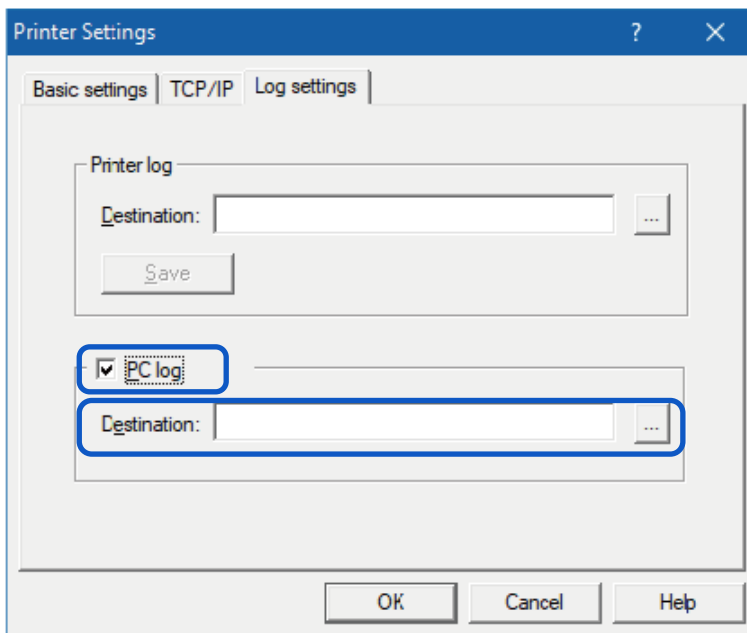 Printer Settings ?
Basic settings TCP/IP Log settings
Printer log
Destination: ...
Save
PC log
Destination: ...
OK Cancel Help